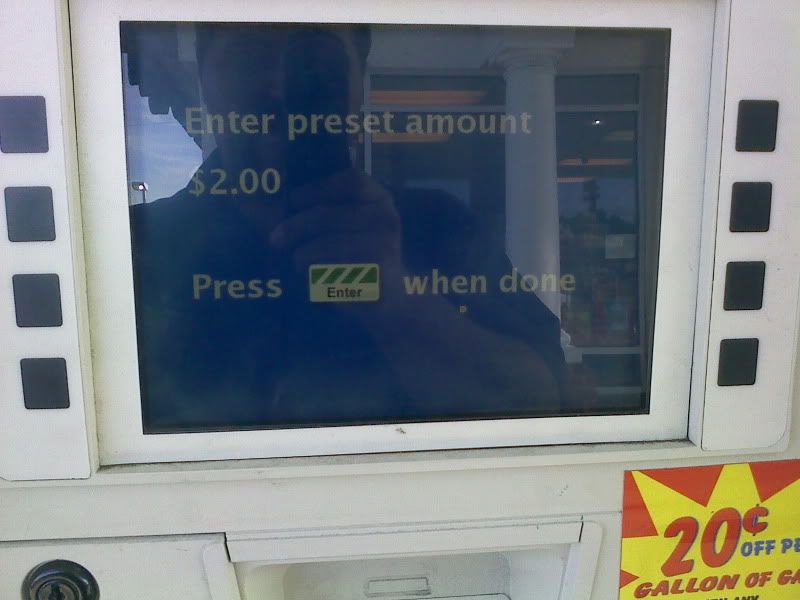 Enter preset amount
$2.00
Press Enter when done
20¢
OFF PE
GALLON OF GA